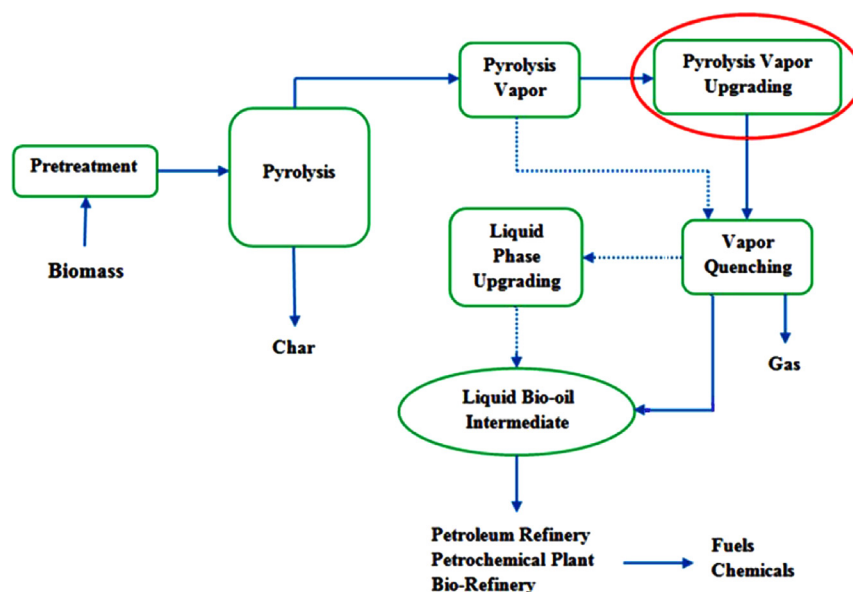 Pyrolysis
Vapor
Pyrolysis Vapor
Upgrading
Pretreatment
Pyrolysis
Biomass
Liquid
Phase
Upgrading
Vapor
Quenching
Char
Gas
Liquid Bio-oil
Intermediate
Petroleum Refinery
Petrochemical Plant
Bio-Refinery
Fuels
Chemicals